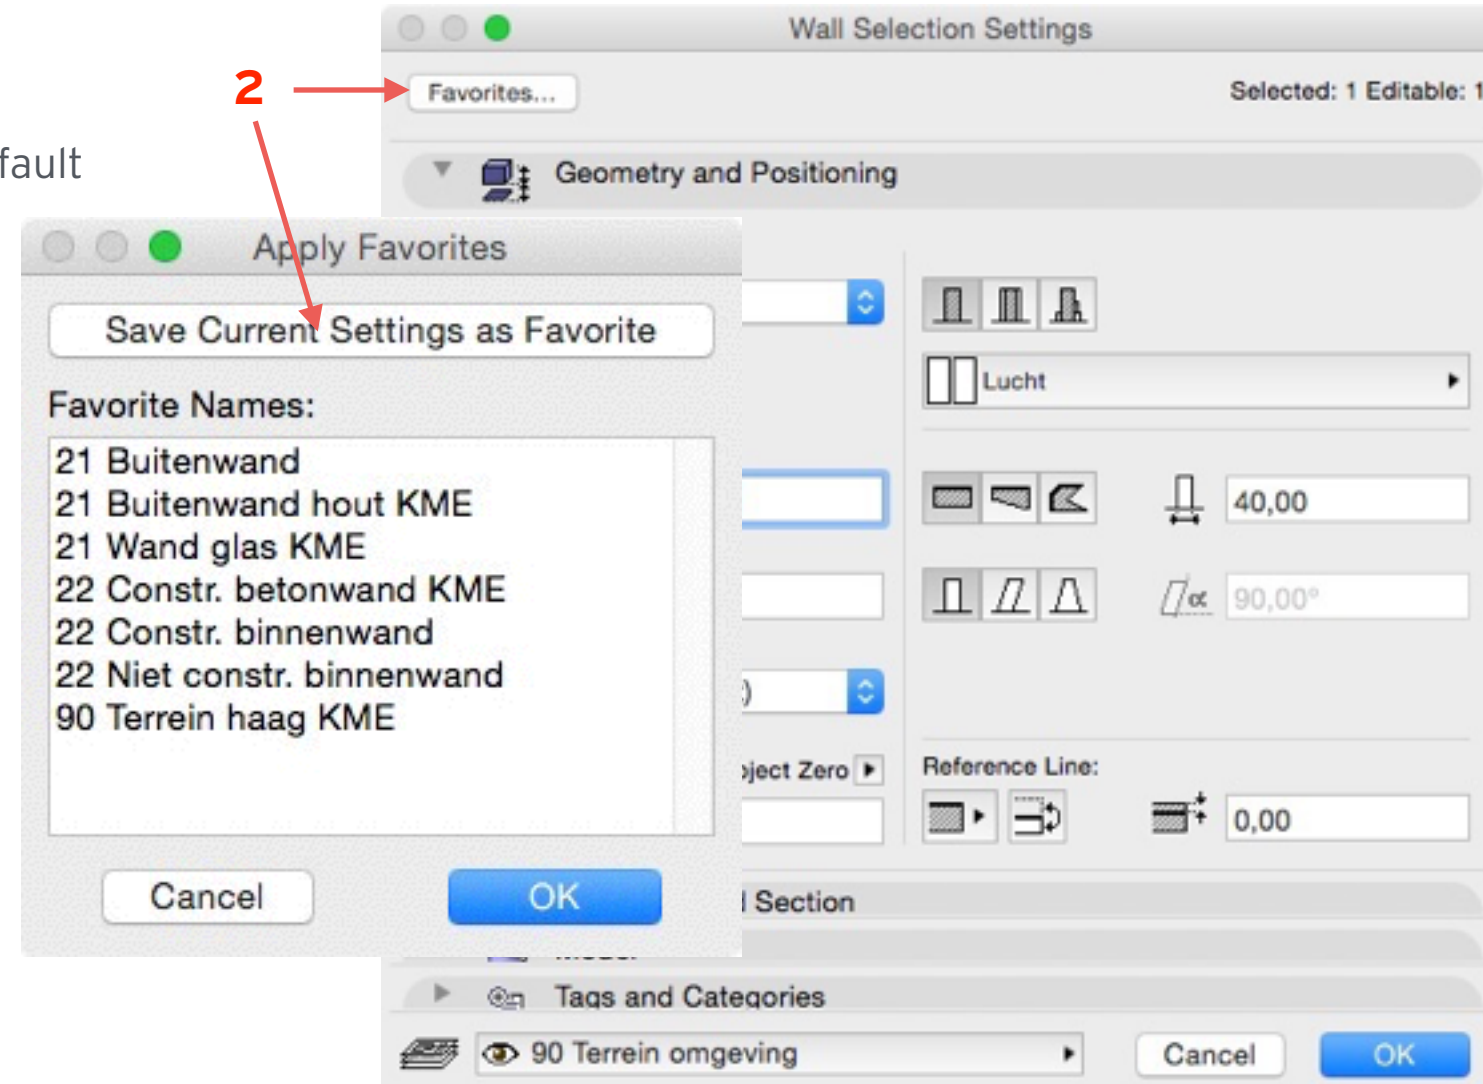 Wall Selection Settings
2
Favorites...
Selected: 1 Editable: 1
fault
Geometry and Positioning
Apply Favorites
Save Current Settings as Favorite
Favorite Names:
21 Buitenwand
21 Buitenwand hout KME
21 Wand glas KME
22 Constr. betonwand KME
22 Constr. binnenwand
22 Niet constr. binnenwand
90 Terrein haag KME
Cancel
OK
Lucht
40,00
α 90,00°
)
ject Zero
Reference Line:
0,00
Section
Model
Tags and Categories
90 Terrein omgeving
Cancel
OK